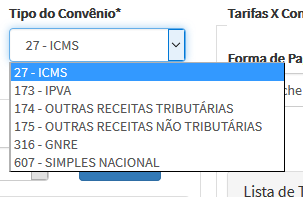 Tipo do Convênio*
Tarifas X Con
27 - ICMS
Forma de Pa
27 - ICMS
173 - IPVA
174 - OUTRAS RECEITAS TRIBUTÁRIAS
175 - OUTRAS RECEITAS NÃO TRIBUTÁRIAS
316 - GNRE
607 - SIMPLES NACIONAL
Lista de T